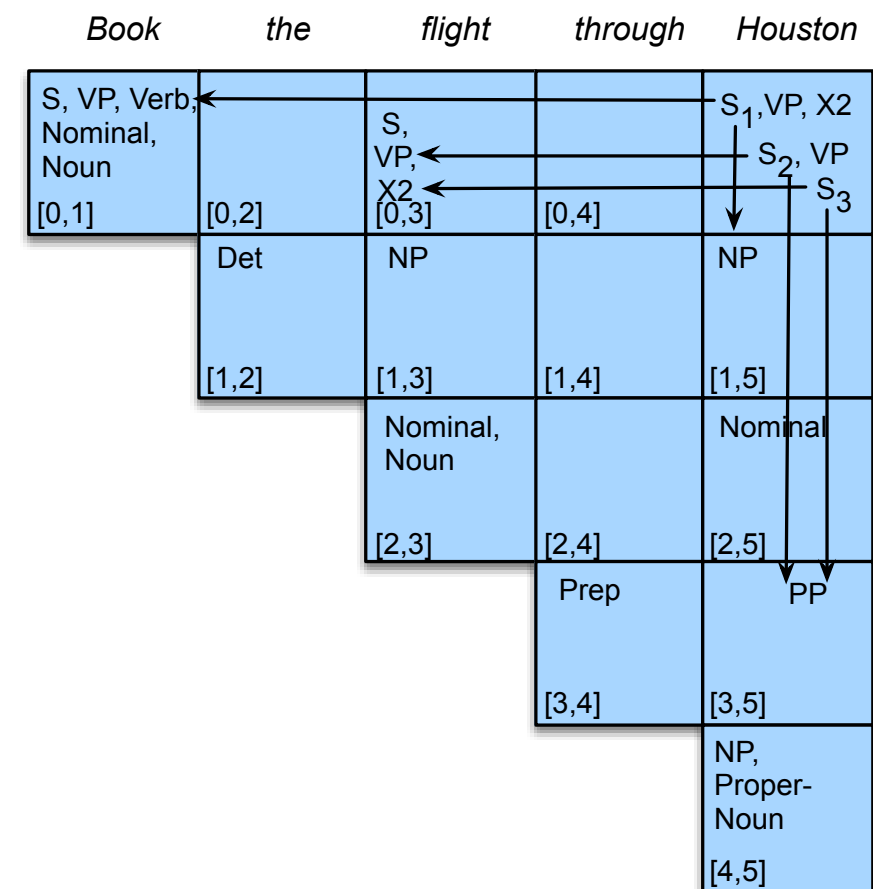 Book the flight through Houston
S, VP, Verb,
Nominal,
Noun
[0,1]
[0,2]
S,
VP,
X2
[0,3]
[0,4]
S1,VP, X2
S2, VP
S3
Det
[1,2]
NP
[1,3]
[1,4]
NP
[1,5]
Nominal,
Noun
[2,3]
[2,4]
Nominal
[2,5]
Prep
[3,4]
PP
[3,5]
NP,
Proper-
Noun
[4,5]